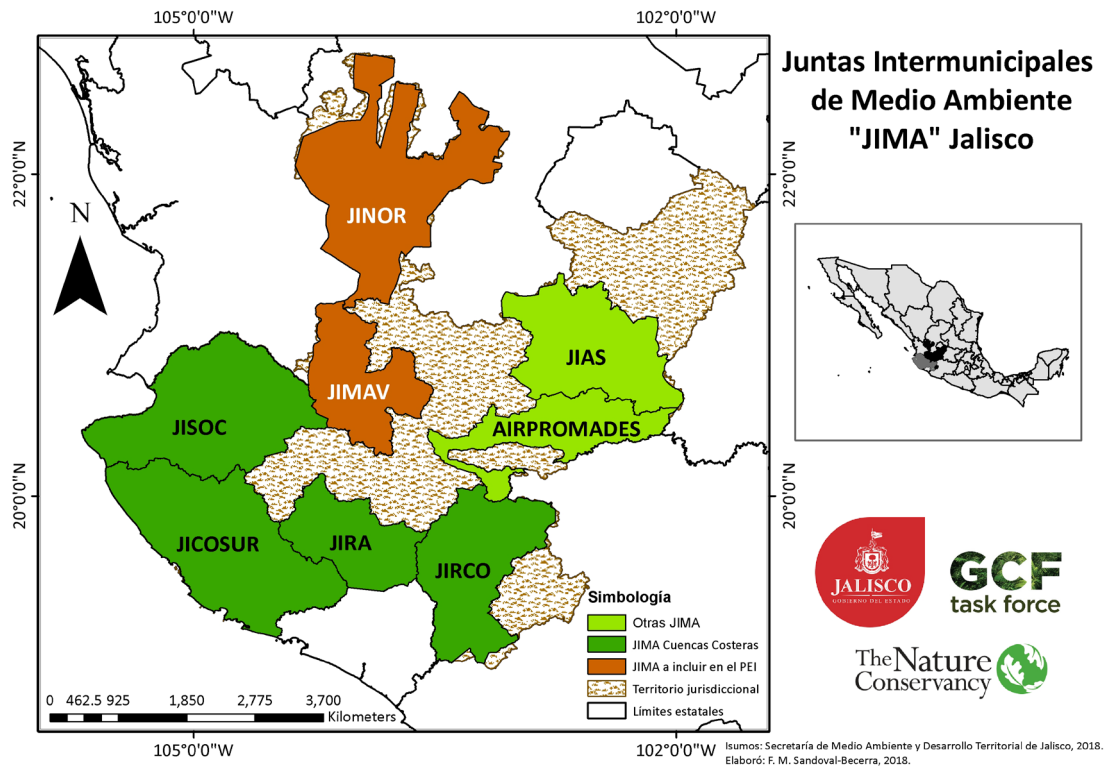 105°0'0"W
102°0'0"W
Juntas Intermunicipales
de Medio Ambiente
"JIMA" Jalisco
22°0'0"N
22°0'0"N
N
JINOR
JIAS
JIMAV
JISOC
AIRPROMADES
20°0'0"N
20°0'0"N
JICOSUR
JIRA
JIRCO
Simbología
Otras JIMA
JIMA Cuencas Costeras
JIMA a incluir en el PEI
Territorio jurisdiccional
Límites estatales
0 462.5 925 1,850 2,775 3,700
Kilometers
105°0'0"W
102°0'0"W
JALISCO
GOBIERNO DEL ESTADO
GCF
task force
The Nature
Conservancy
Isumos: Secretaría de Medio Ambiente y Desarrollo Territorial de Jalisco, 2018.
Elaboró: F. M. Sandoval-Becerra, 2018.